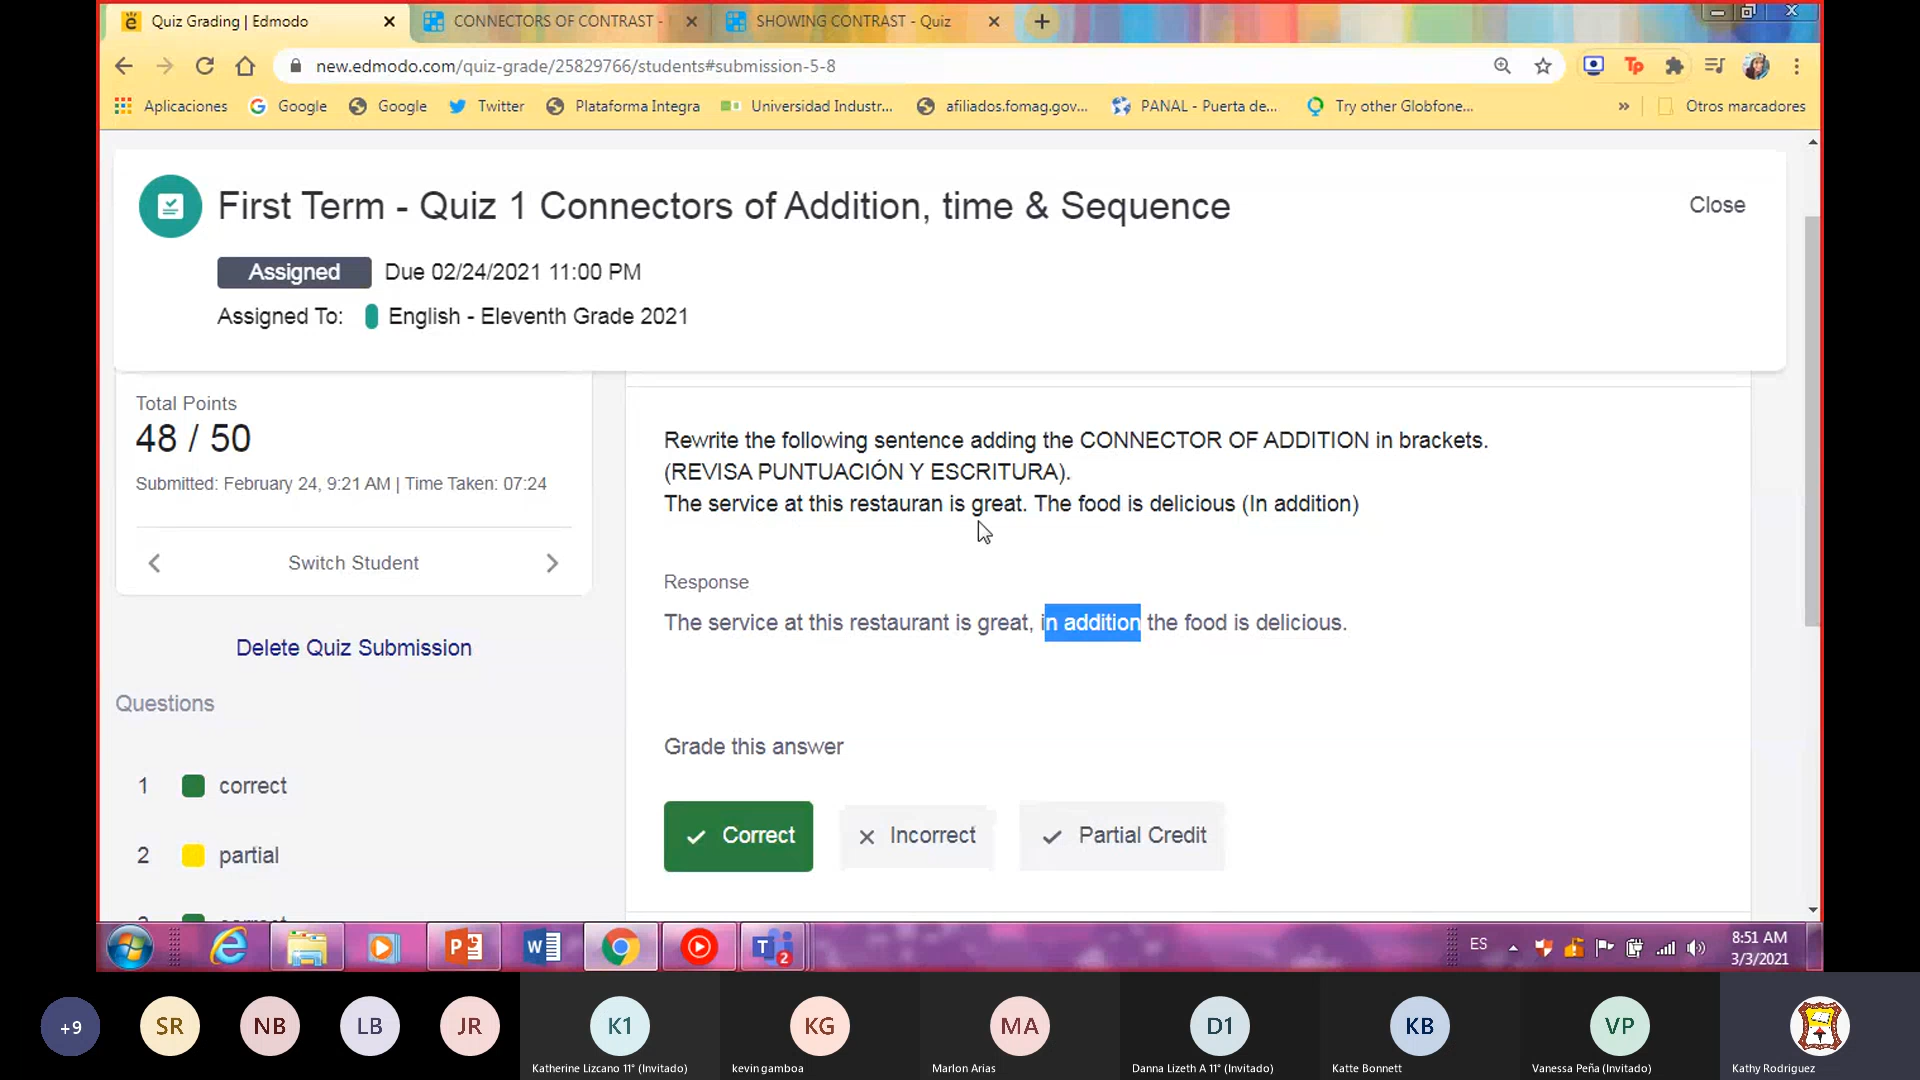 Quiz Grading | Edmodo
CONNECTORS OF CONTRAST -
SHOWING CONTRAST - Quiz
new.edmodo.com/quiz-grade/25829766/students#submission-5-8
Tp
Aplicaciones
Google
Google
Twitter
Plataforma Integra
Universidad Industr...
afiliados.fomag.gov...
PANAL - Puerta de...
Try other Globfone...
»
Otros marcadores
First Term - Quiz 1 Connectors of Addition, time & Sequence
Close
Assigned
Due 02/24/2021 11:00 PM
Assigned To:
English - Eleventh Grade 2021
Total Points
48 / 50
Submitted: February 24, 9:21 AM | Time Taken: 07:24
Switch Student
Delete Quiz Submission
Questions
1 correct
2 partial
Rewrite the following sentence adding the CONNECTOR OF ADDITION in brackets.
(REVISA PUNTUACIÓN Y ESCRITURA).
The service at this restauran is great. The food is delicious (In addition)
Response
The service at this restaurant is great, in addition the food is delicious.
Grade this answer
Correct
Incorrect
Partial Credit
ES
8:51 AM
3/3/2021
2
+9
SR
NB
LB
JR
K1
KG
MA
D1
KB
VP
Katherine Lizcano 11° (Invitado)
kevin gamboa
Marlon Arias
Danna Lizeth A 11° (Invitado)
Katte Bonnett
Vanessa Peña (Invitado)
Kathy Rodriguez